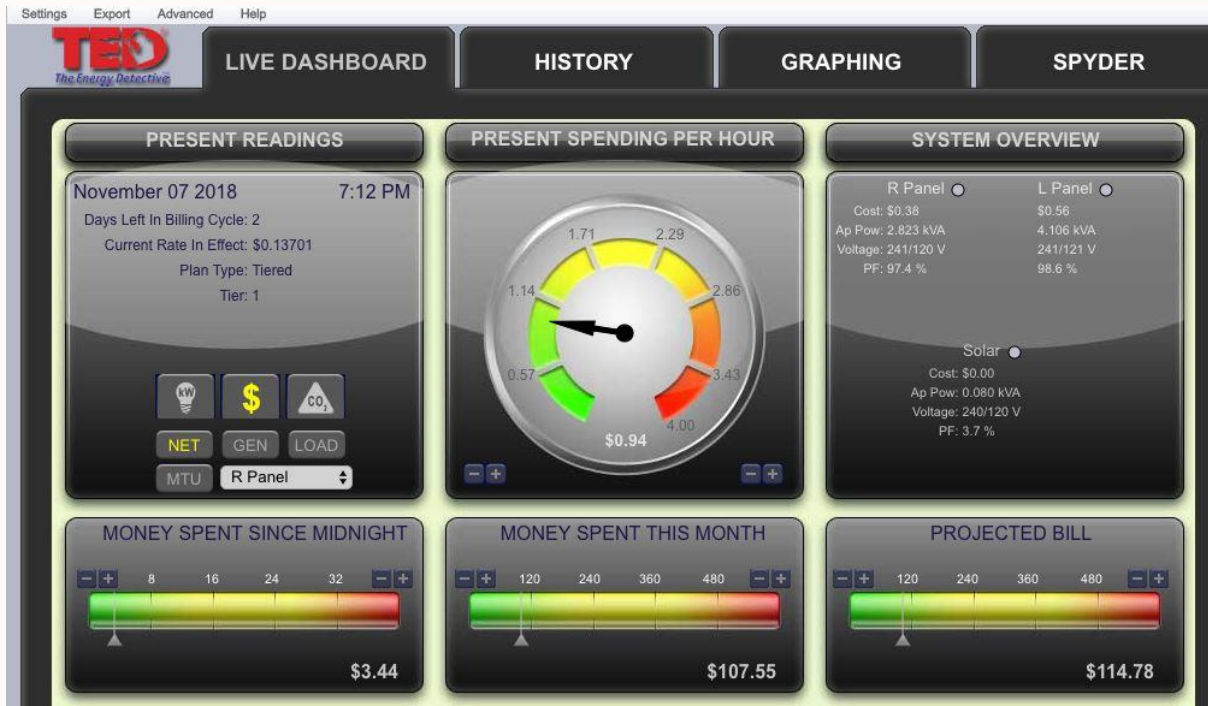 Settings Export Advanced Help
TED
The Energy Detective
LIVE DASHBOARD
HISTORY
GRAPHING
SPYDER
PRESENT READINGS
November 07 2018 7:12 PM
Days Left In Billing Cycle: 2
Current Rate In Effect: $0.13701
Plan Type: Tiered
Tier: 1
kW $ CO2
NET GEN LOAD
MTU R Panel
PRESENT SPENDING PER HOUR
1.71 2.29
1.14 2.86
0.57 3.43
4.00
$0.94
- + - +
SYSTEM OVERVIEW
R Panel L Panel
Cost: $0.38 $0.56
Ap Pow: 2.823 kVA 4.106 kVA
Voltage: 241/120 V 241/121 V
PF: 97.4 % 98.6 %
Solar
Cost: $0.00
Ap Pow: 0.080 kVA
Voltage: 240/120 V
PF: 3.7 %
MONEY SPENT SINCE MIDNIGHT
- + 8 16 24 32 - +
$3.44
MONEY SPENT THIS MONTH
- + 120 240 360 480 - +
$107.55
PROJECTED BILL
- + 120 240 360 480 - +
$114.78